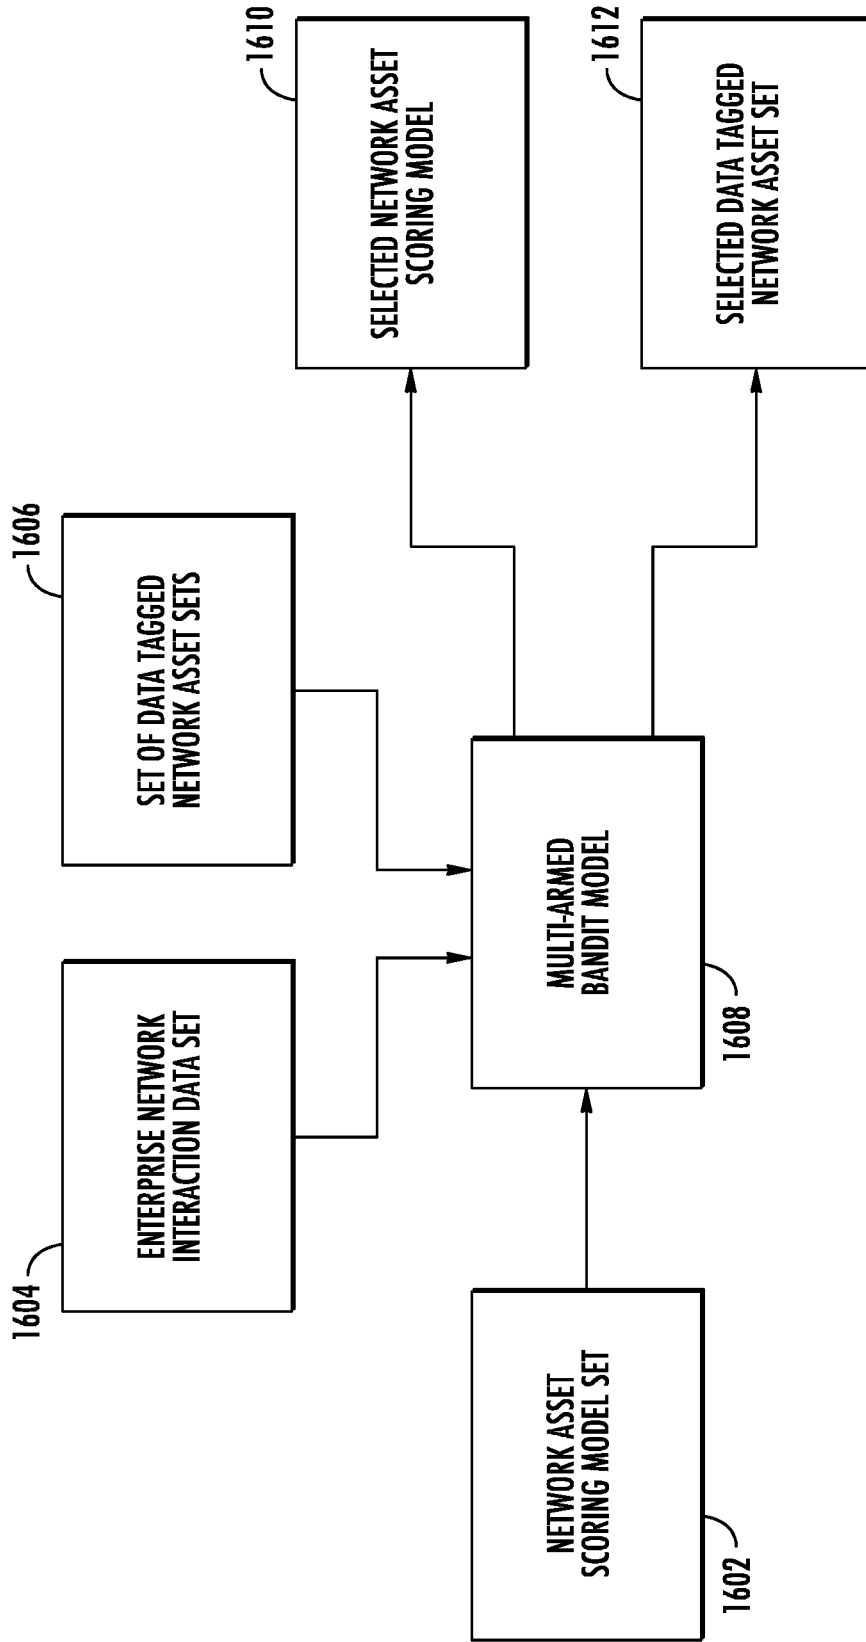 1604
ENTERPRISE NETWORK
INTERACTION DATA SET
1606
SET OF DATA TAGGED
NETWORK ASSET SETS
1602
NETWORK ASSET
SCORING MODEL SET
1608
MULTI-ARMED
BANDIT MODEL
1610
SELECTED NETWORK ASSET
SCORING MODEL
1612
SELECTED DATA TAGGED
NETWORK ASSET SET